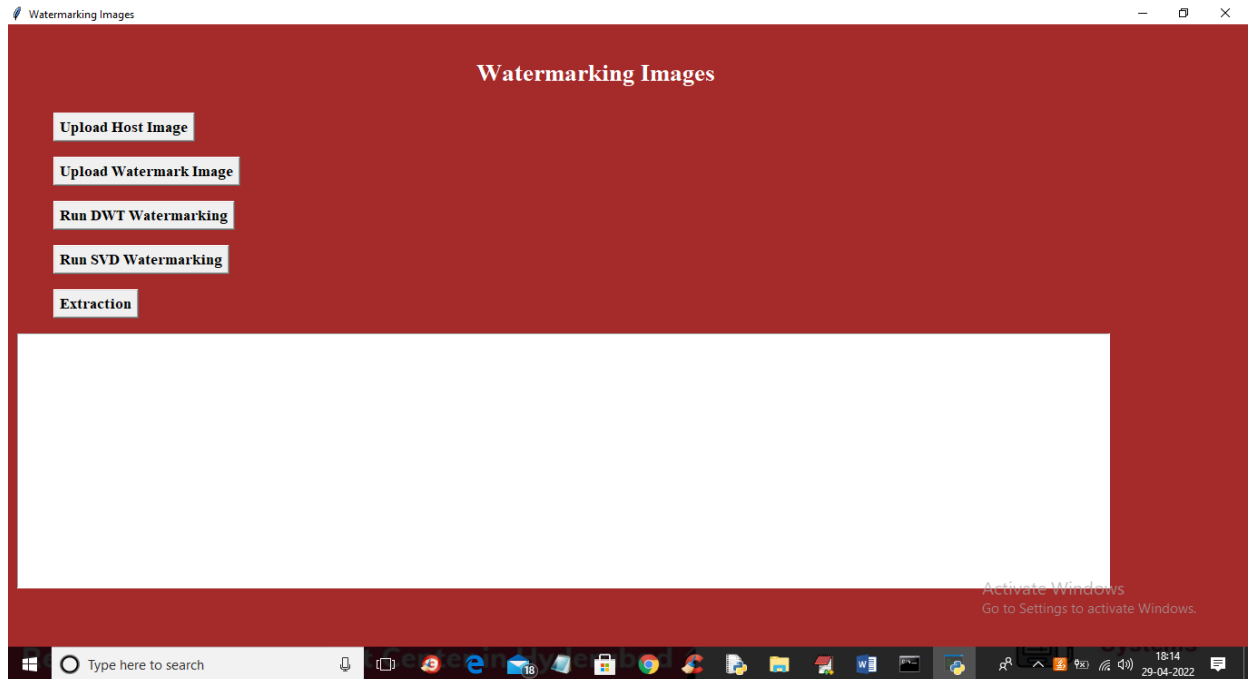 Watermarking Images
Watermarking Images
Upload Host Image
Upload Watermark Image
Run DWT Watermarking
Run SVD Watermarking
Extraction
Activate Windows
Go to Settings to activate Windows.
Type here to search
18
18:14
29-04-2022